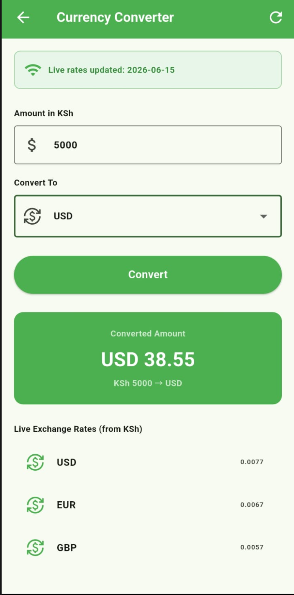 Currency Converter
Live rates updated: 2026-06-15
Amount in KSh
$ 5000
Convert To
USD
Convert
Converted Amount
USD 38.55
KSh 5000 → USD
Live Exchange Rates (from KSh)
USD 0.0077
EUR 0.0067
GBP 0.0057